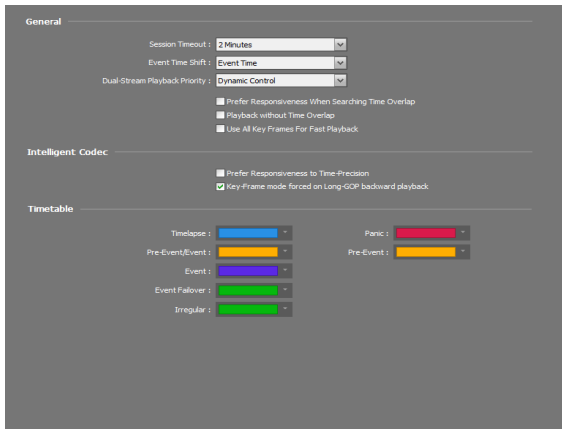 General
Session Timeout : 2 Minutes
Event Time Shift : Event Time
Dual-Stream Playback Priority : Dynamic Control
Prefer Responsiveness When Searching Time Overlap
Playback without Time Overlap
Use All Key Frames For Fast Playback
Intelligent Codec
Prefer Responsiveness to Time-Precision
Key-Frame mode forced on Long-GOP backward playback
Timetable
Timelapse : Panic :
Pre-Event/Event : Pre-Event :
Event :
Event Failover :
Irregular :